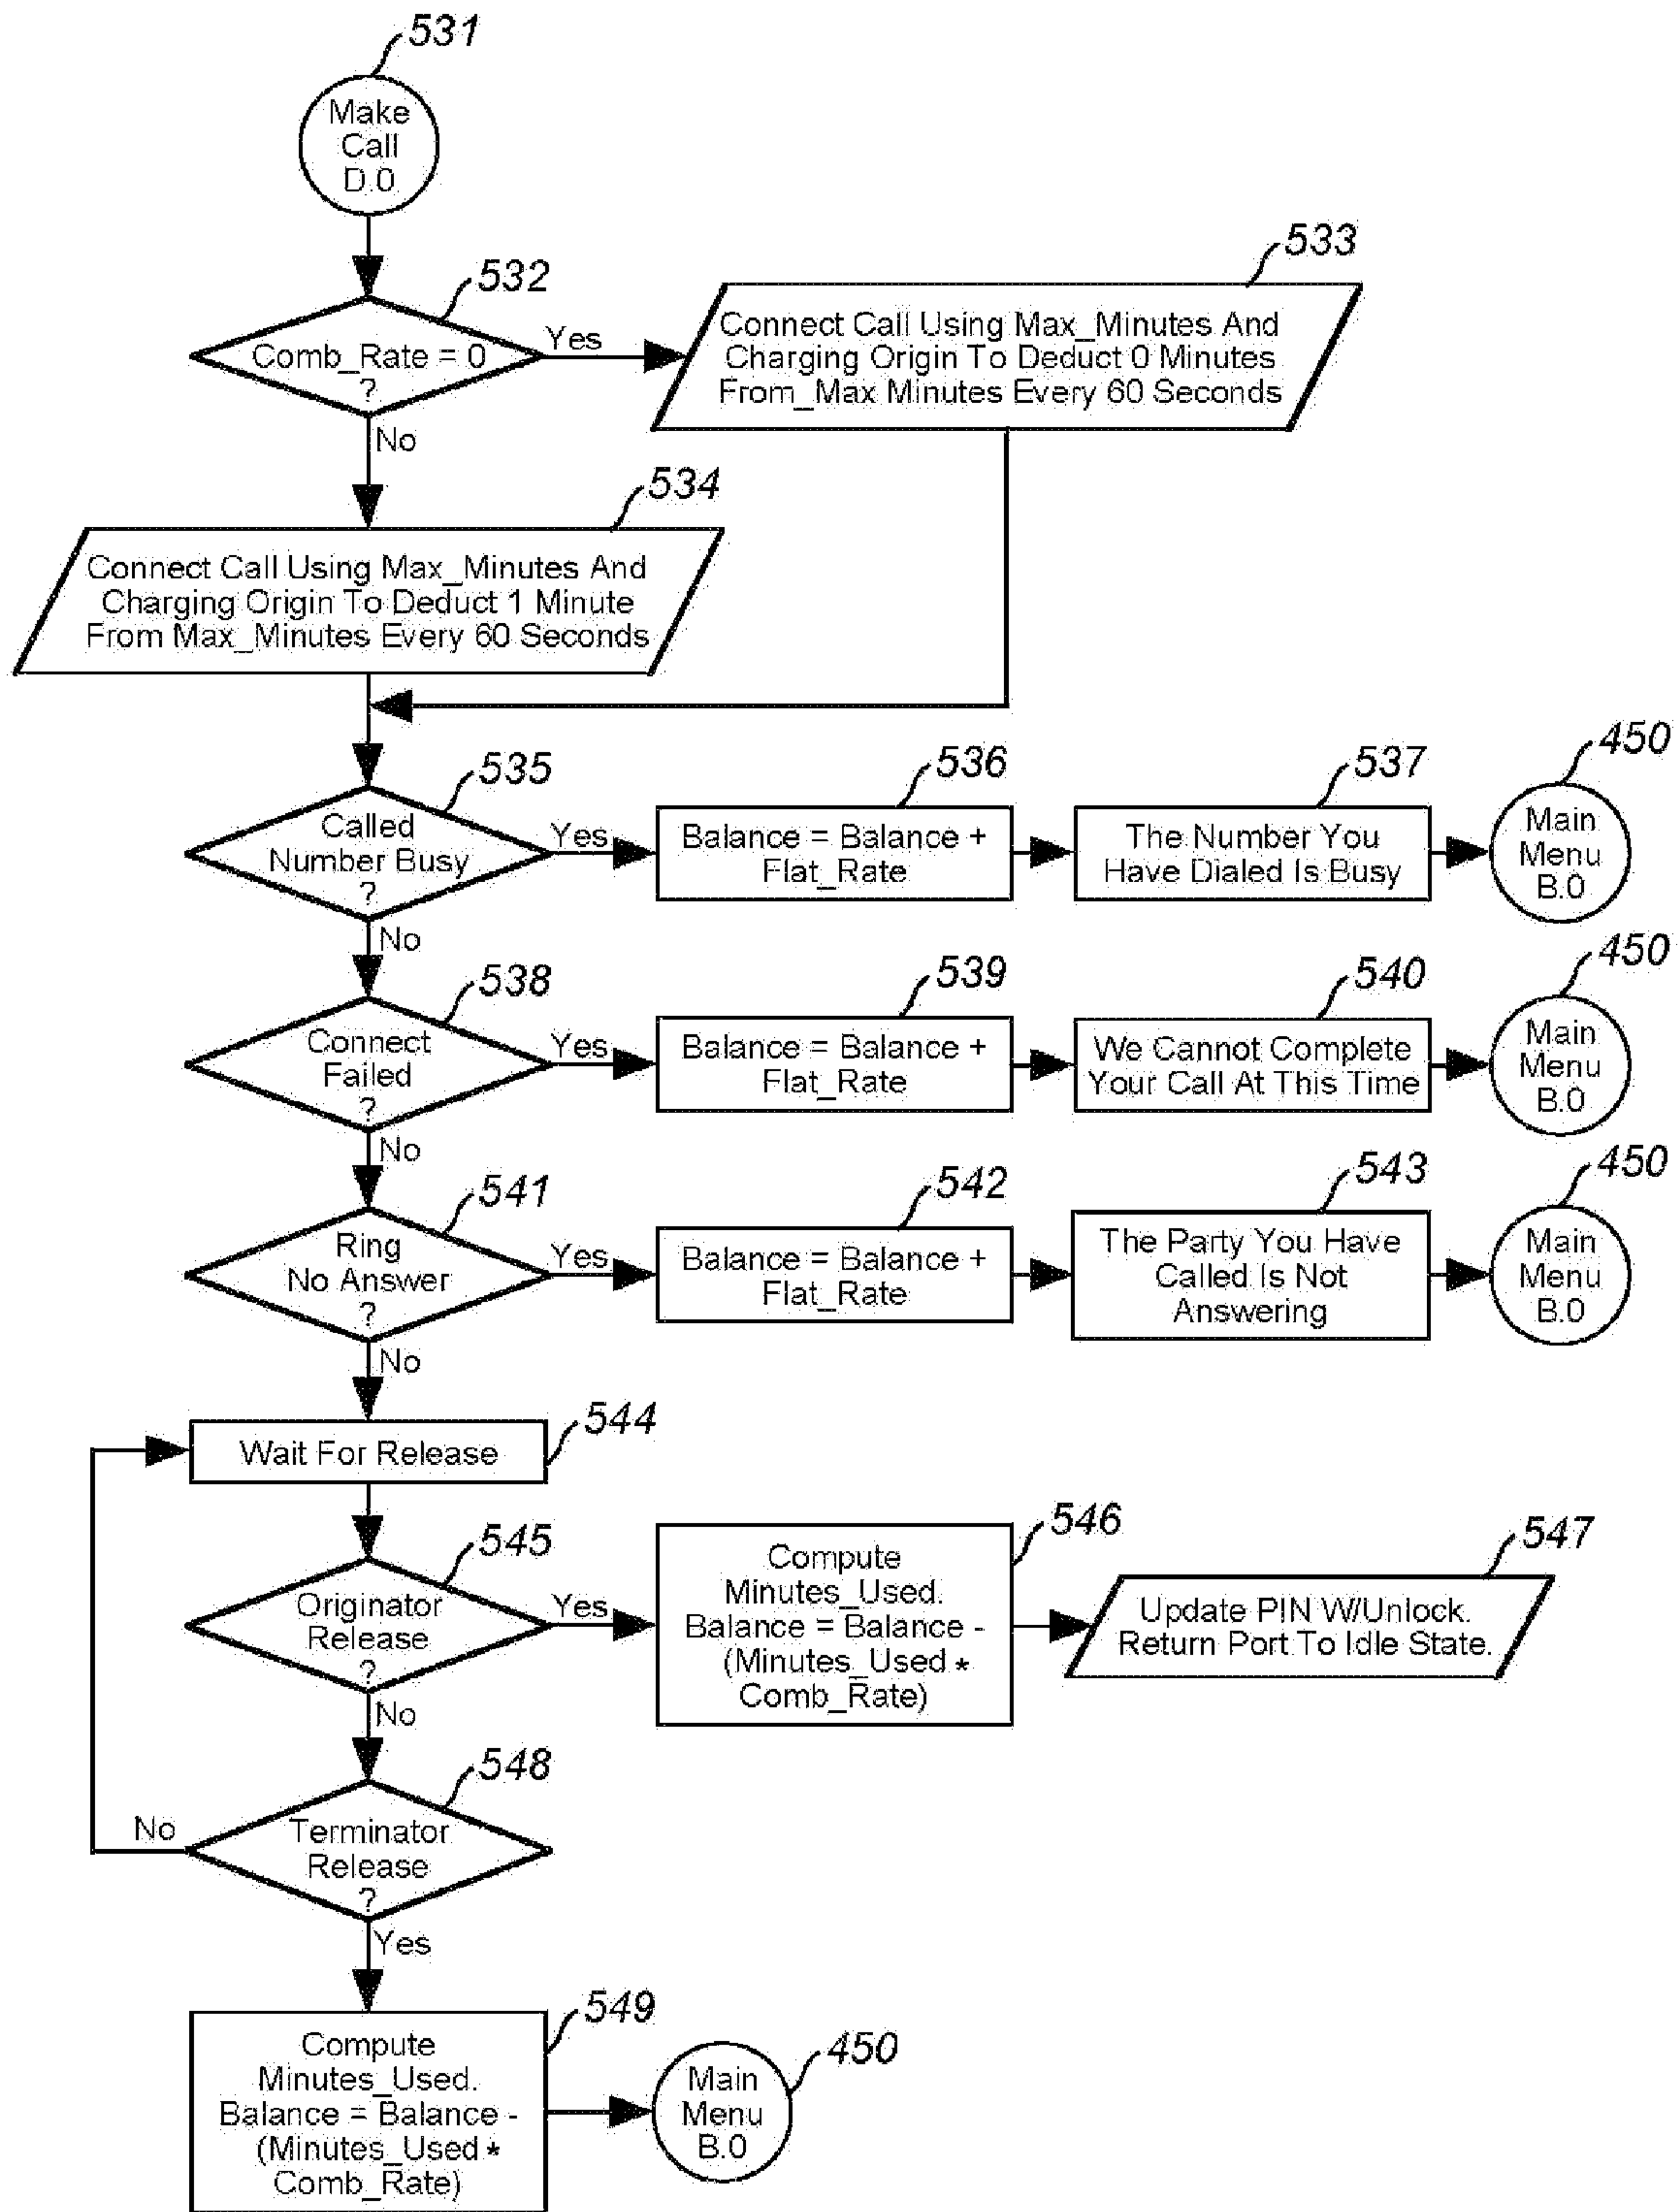 531
Make
Call
D.0
532
Comb_Rate = 0
?
Yes
No
533
Connect Call Using Max_Minutes And
Charging Origin To Deduct 0 Minutes
From_Max Minutes Every 60 Seconds
534
Connect Call Using Max_Minutes And
Charging Origin To Deduct 1 Minute
From Max_Minutes Every 60 Seconds
535
Called
Number Busy
?
Yes
No
536
Balance = Balance +
Flat_Rate
537
The Number You
Have Dialed Is Busy
450
Main
Menu
B.0
538
Connect
Failed
?
Yes
No
539
Balance = Balance +
Flat_Rate
540
We Cannot Complete
Your Call At This Time
450
Main
Menu
B.0
541
Ring
No Answer
?
Yes
No
542
Balance = Balance +
Flat_Rate
543
The Party You Have
Called Is Not
Answering
450
Main
Menu
B.0
544
Wait For Release
545
Originator
Release
?
Yes
No
546
Compute
Minutes_Used.
Balance = Balance -
(Minutes_Used *
Comb_Rate)
547
Update PIN W/Unlock.
Return Port To Idle State.
548
Terminator
Release
?
No
Yes
549
Compute
Minutes_Used.
Balance = Balance -
(Minutes_Used *
Comb_Rate)
450
Main
Menu
B.0